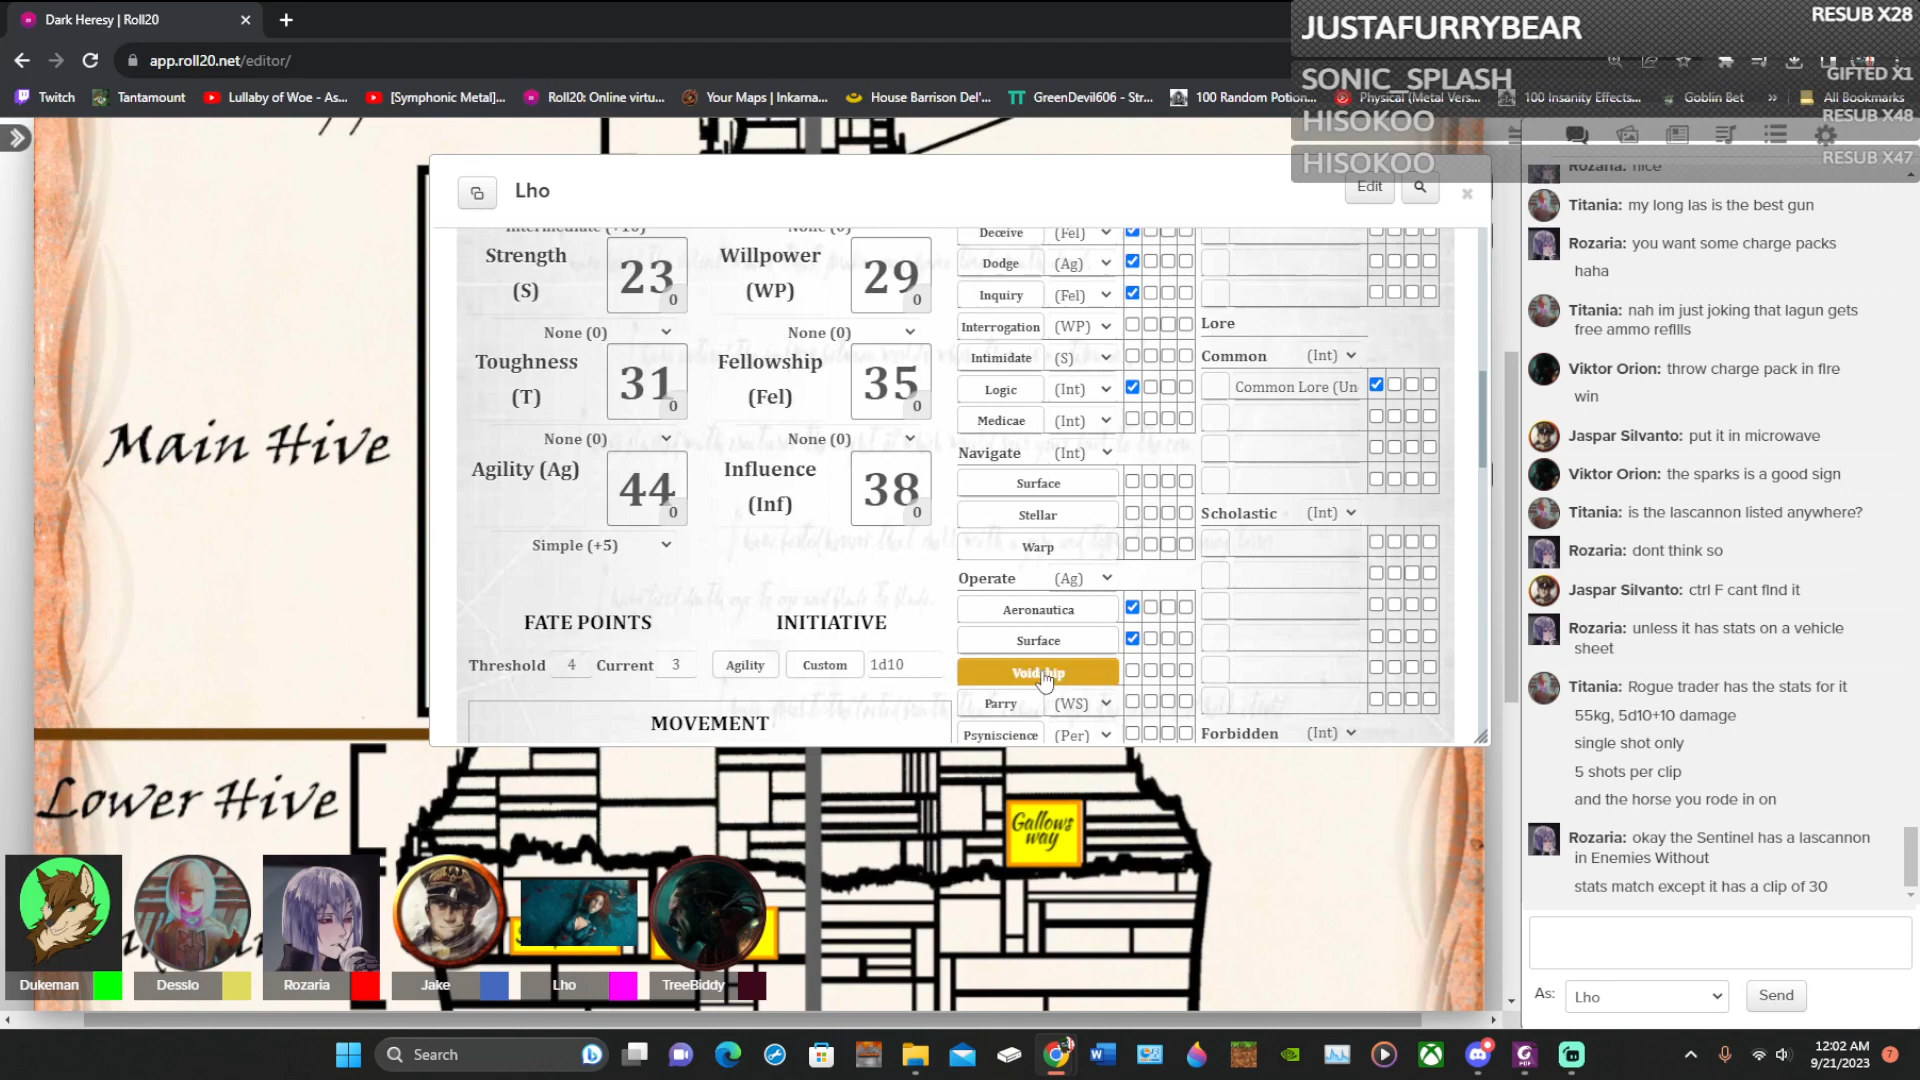 Dark Heresy | Roll20
JUSTAFURRYBEAR
RESUB X28
app.roll20.net/editor/
SONIC_SPLASH
GIFTED X1
Twitch
Tantamount
Lullaby of Woe - As...
[Symphonic Metal]...
Roll20: Online virtu...
Your Maps | Inkarna...
House Barrison Del'...
GreenDevil606 - Str...
100 Random Potion...
Physical (Metal Vers...
100 Insanity Effects...
Goblin Bet
All Bookmarks
HISOKOO
RESUB X48
HISOKOO
RESUB X47
Main Hive
Lower Hive
Gallows way
Lho
Edit
Strength (S)
23
0
Willpower (WP)
29
0
None (0)
None (0)
Toughness (T)
31
0
Fellowship (Fel)
35
0
None (0)
None (0)
Agility (Ag)
44
0
Influence (Inf)
38
0
Simple (+5)
FATE POINTS
INITIATIVE
Threshold 4 Current 3
Agility
Custom
1d10
MOVEMENT
Deceive (Fel)
Dodge (Ag)
Inquiry (Fel)
Interrogation (WP)
Intimidate (S)
Logic (Int)
Medicae (Int)
Navigate (Int)
Surface
Stellar
Warp
Operate (Ag)
Aeronautica
Surface
Voidship
Parry (WS)
Psyniscience (Per)
Lore
Common (Int)
Common Lore (Un
Scholastic (Int)
Forbidden (Int)
Rozaria: nice
Titania: my long las is the best gun
Rozaria: you want some charge packs
haha
Titania: nah im just joking that lagun gets
free ammo refills
Viktor Orion: throw charge pack in fire
win
Jaspar Silvanto: put it in microwave
Viktor Orion: the sparks is a good sign
Titania: is the lascannon listed anywhere?
Rozaria: dont think so
Jaspar Silvanto: ctrl F cant find it
Rozaria: unless it has stats on a vehicle
sheet
Titania: Rogue trader has the stats for it
55kg, 5d10+10 damage
single shot only
5 shots per clip
and the horse you rode in on
Rozaria: okay the Sentinel has a lascannon
in Enemies Without
stats match except it has a clip of 30
As:
Lho
Send
Dukeman
Desslo
Rozaria
Jake
Lho
TreeBiddy
Search
12:02 AM
9/21/2023
7